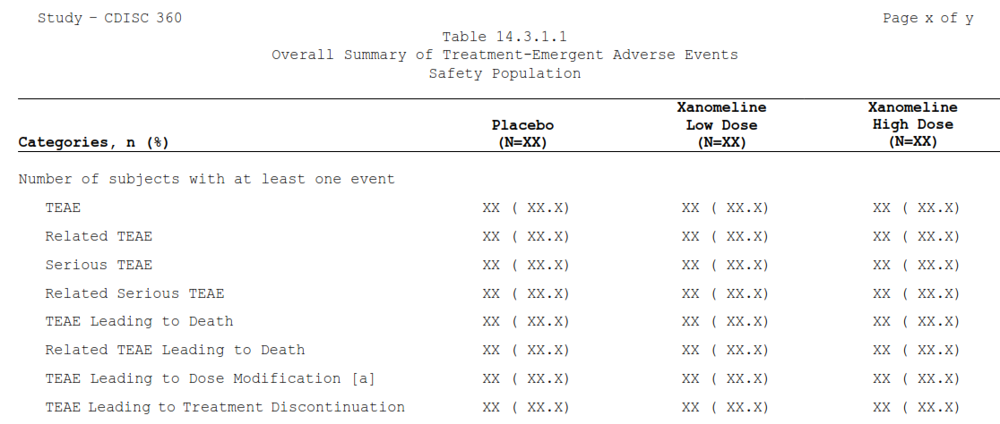 Study – CDISC 360 Page x of y
Table 14.3.1.1
Overall Summary of Treatment-Emergent Adverse Events
Safety Population
Xanomeline Xanomeline
Placebo Low Dose High Dose
Categories, n (%) (N=XX) (N=XX) (N=XX)
Number of subjects with at least one event
TEAE XX ( XX.X) XX ( XX.X) XX ( XX.X)
Related TEAE XX ( XX.X) XX ( XX.X) XX ( XX.X)
Serious TEAE XX ( XX.X) XX ( XX.X) XX ( XX.X)
Related Serious TEAE XX ( XX.X) XX ( XX.X) XX ( XX.X)
TEAE Leading to Death XX ( XX.X) XX ( XX.X) XX ( XX.X)
Related TEAE Leading to Death XX ( XX.X) XX ( XX.X) XX ( XX.X)
TEAE Leading to Dose Modification [a] XX ( XX.X) XX ( XX.X) XX ( XX.X)
TEAE Leading to Treatment Discontinuation XX ( XX.X) XX ( XX.X) XX ( XX.X)